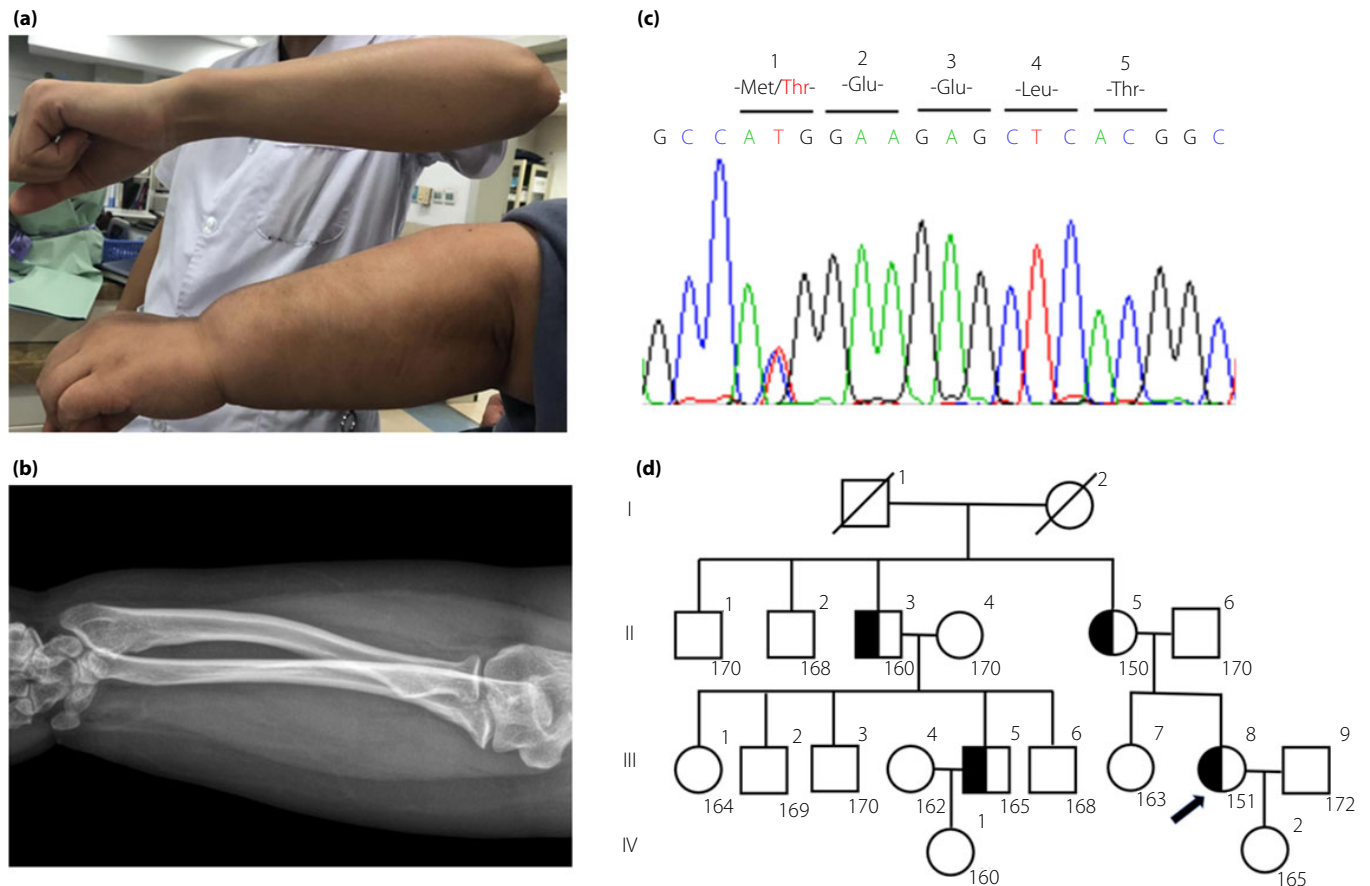 (a)
(c)
1 2 3 4 5
-Met/Thr- -Glu- -Glu- -Leu- -Thr-
G C C A T G G A A G A G C T C A C G G C
(b)
(d)
I
1 2
II
1 2 3 4 5 6
170 168 160 170 150 170
III
1 2 3 4 5 6 7 8 9
164 169 170 162 165 168 163 151 172
IV
1 2
160 165